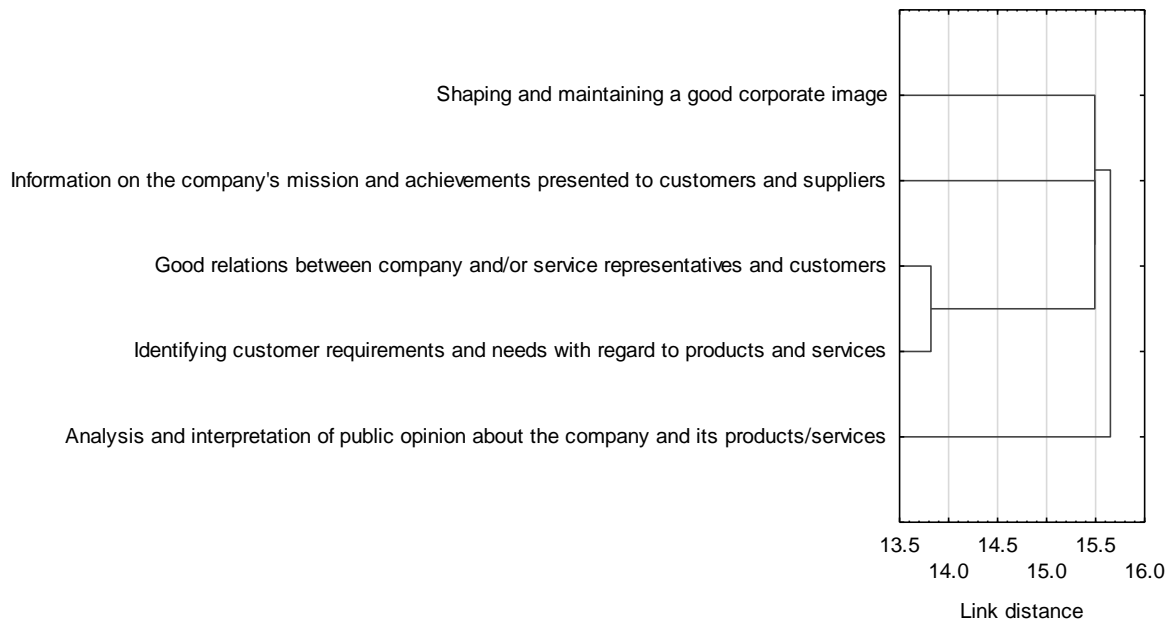 Shaping and maintaining a good corporate image
Information on the company's mission and achievements presented to customers and suppliers
Good relations between company and/or service representatives and customers
Identifying customer requirements and needs with regard to products and services
Analysis and interpretation of public opinion about the company and its products/services
13.5 14.5 15.5
14.0 15.0 16.0
Link distance